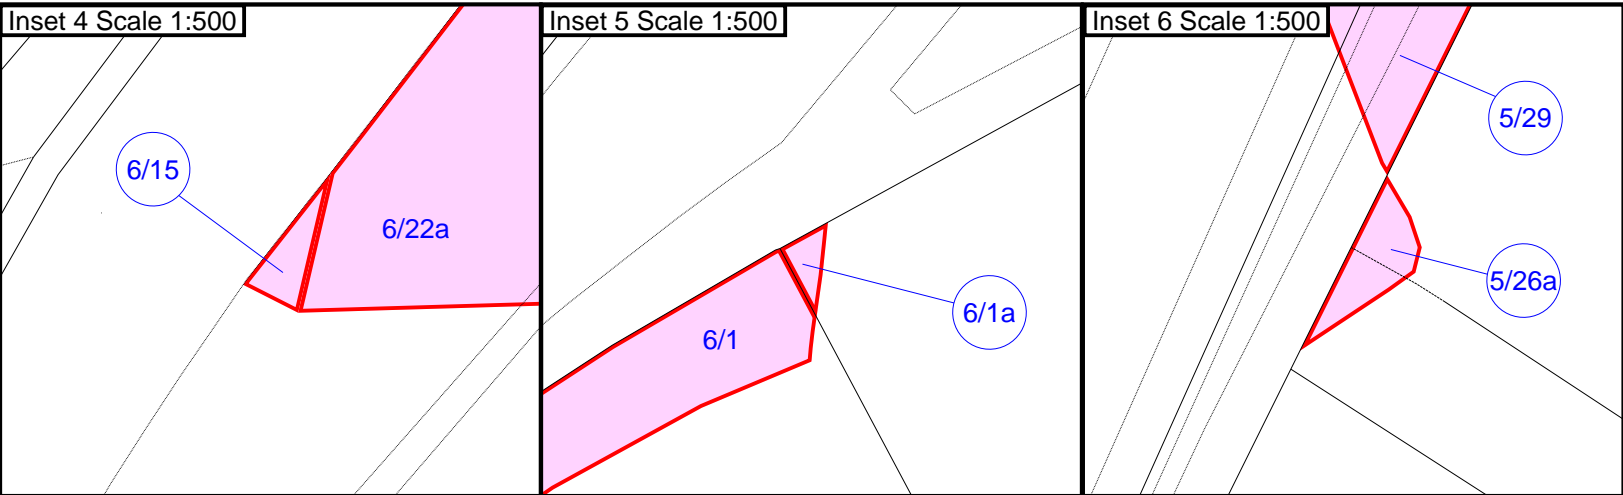 Inset 4 Scale 1:500
6/15
6/22a
Inset 5 Scale 1:500
6/1
6/1a
Inset 6 Scale 1:500
5/29
5/26a